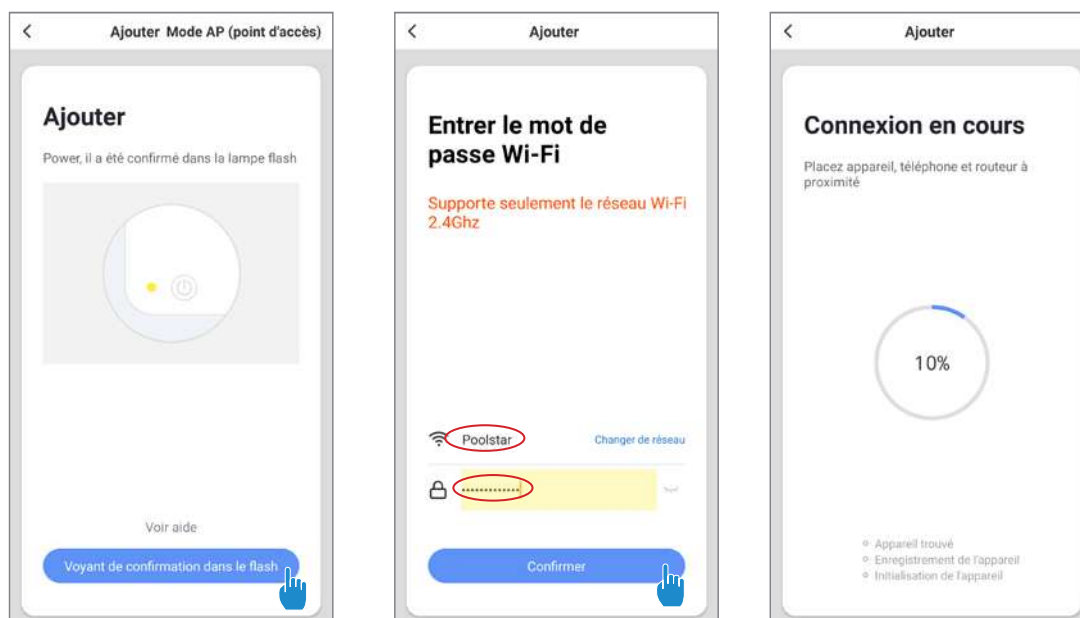 Ajouter Mode AP (point d'accès)
Ajouter
Power, il a été confirmé dans la lampe flash
Voir aide
Voyant de confirmation dans le flash
Ajouter
Entrer le mot de
passe Wi-Fi
Supporte seulement le réseau Wi-Fi
2.4Ghz
Poolstar
Changer de réseau
Confirmer
Ajouter
Connexion en cours
Placez appareil, téléphone et routeur à
proximité
10%
Appareil trouvé
Enregistrement de l'appareil
Initialisation de l'appareil